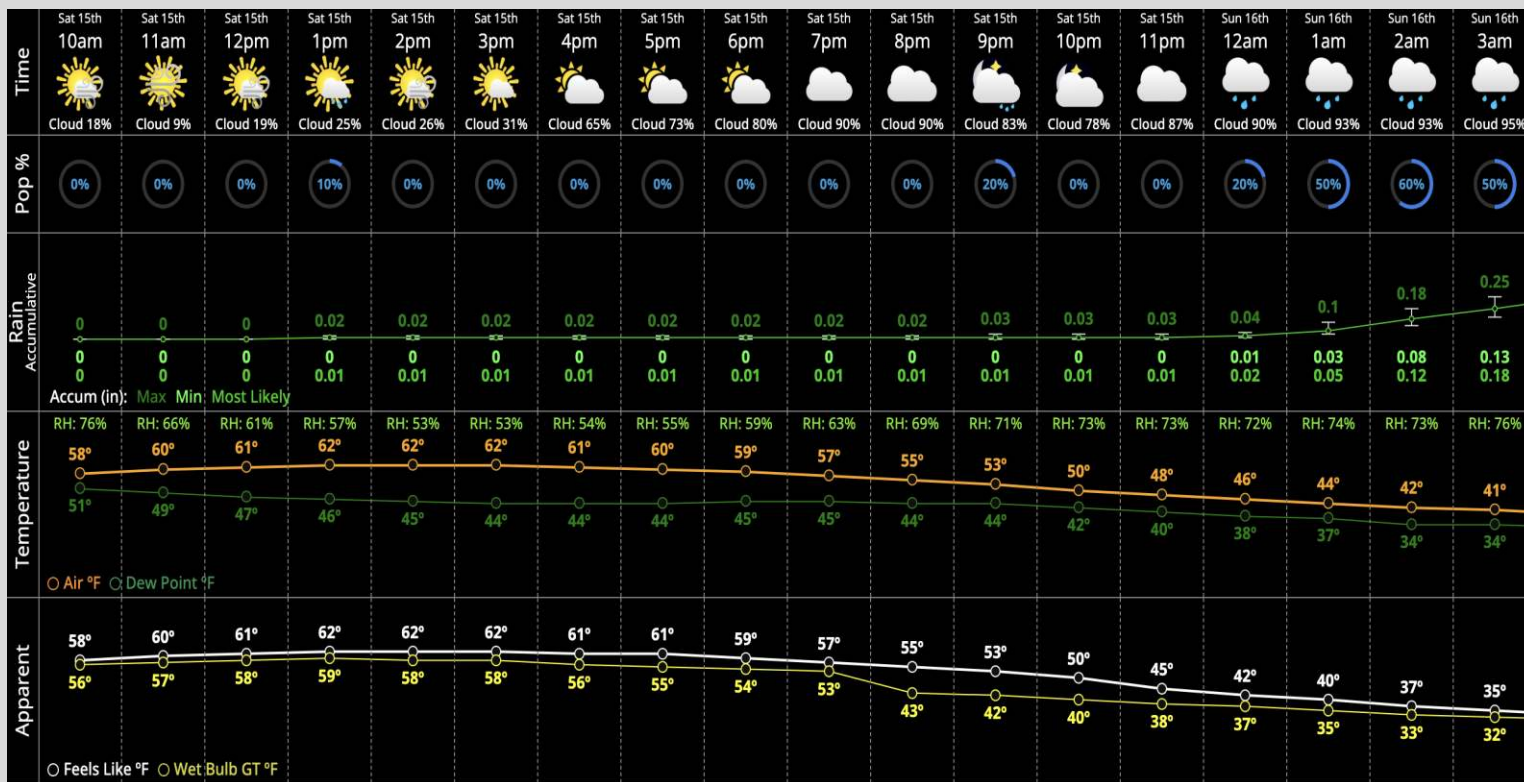 Time
Sat 15th Sat 15th Sat 15th Sat 15th Sat 15th Sat 15th Sat 15th Sat 15th Sat 15th Sat 15th Sat 15th Sat 15th Sat 15th Sat 15th Sun 16th Sun 16th Sun 16th Sun 16th
10am 11am 12pm 1pm 2pm 3pm 4pm 5pm 6pm 7pm 8pm 9pm 10pm 11pm 12am 1am 2am 3am
Cloud 18% Cloud 9% Cloud 19% Cloud 25% Cloud 26% Cloud 31% Cloud 65% Cloud 73% Cloud 80% Cloud 90% Cloud 90% Cloud 83% Cloud 78% Cloud 87% Cloud 90% Cloud 93% Cloud 93% Cloud 95%
Pop %
0% 0% 0% 10% 0% 0% 0% 0% 0% 0% 0% 20% 0% 0% 20% 50% 60% 50%
Rain
Accumulative
0 0 0 0.02 0.02 0.02 0.02 0.02 0.02 0.02 0.02 0.03 0.03 0.03 0.04 0.1 0.18 0.25
0 0 0 0 0 0 0 0 0 0 0 0 0 0 0.01 0.03 0.08 0.13
0 0 0 0.01 0.01 0.01 0.01 0.01 0.01 0.01 0.01 0.01 0.01 0.01 0.02 0.05 0.12 0.18
Accum (in): Max Min Most Likely
Temperature
RH: 76% RH: 66% RH: 61% RH: 57% RH: 53% RH: 53% RH: 54% RH: 55% RH: 59% RH: 63% RH: 69% RH: 71% RH: 73% RH: 73% RH: 72% RH: 74% RH: 73% RH: 76%
58° 60° 61° 62° 62° 62° 61° 60° 59° 57° 55° 53° 50° 48° 46° 44° 42° 41°
51° 49° 47° 46° 45° 44° 44° 44° 45° 45° 44° 44° 42° 40° 38° 37° 34° 34°
Air °F Dew Point °F
Apparent
58° 60° 61° 62° 62° 62° 61° 61° 59° 57° 55° 53° 50° 45° 42° 40° 37° 35°
56° 57° 58° 59° 58° 58° 56° 55° 54° 53° 43° 42° 40° 38° 37° 35° 33° 32°
Feels Like °F Wet Bulb GT °F